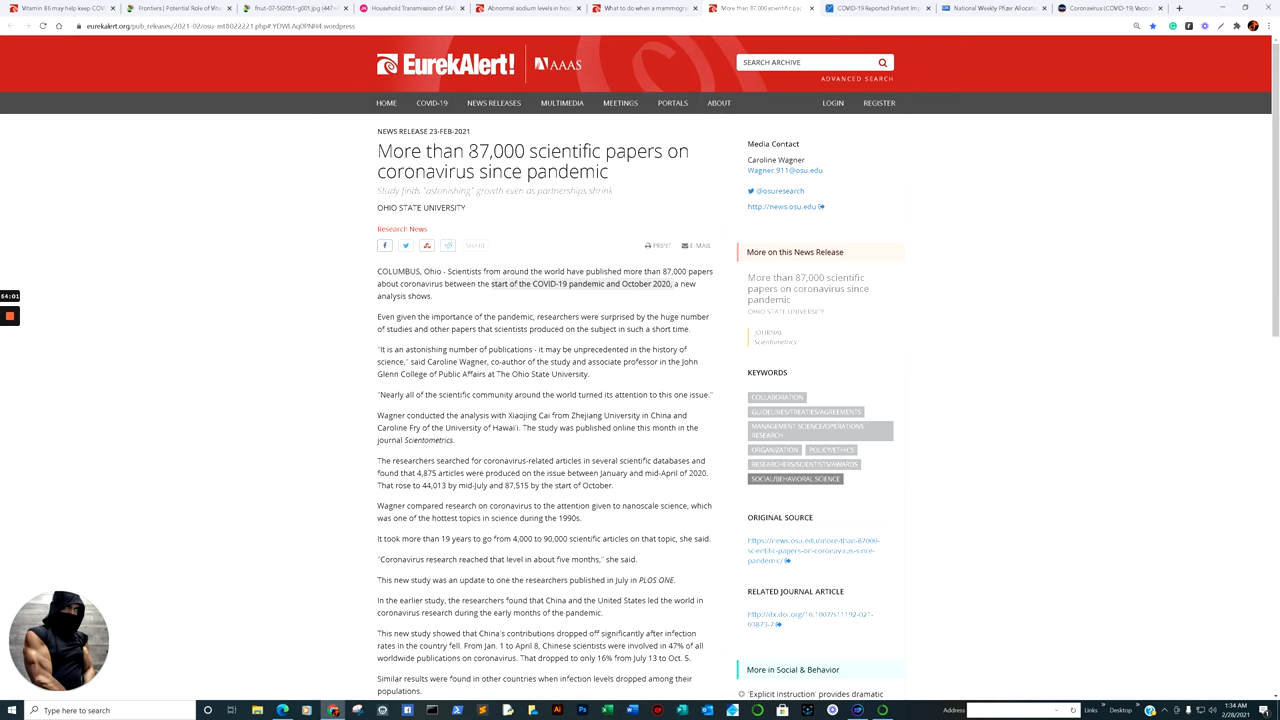 Vitamin B6 may help keep COVI
Frontiers | Potential Role of Vita
fnut-07-562051-g001.jpg (447×4
Household Transmission of SAR
Abnormal sodium levels in hosp
What to do when a mammogra
More than 87,000 scientific pap
COVID-19 Reported Patient Imp
National Weekly Pfizer Allocatio
Coronavirus (COVID-19) Vaccin
eurekalert.org/pub_releases/2021-02/osu-mt8022221.php#.YDWLAq0PNH4.wordpress
EurekAlert!
AAAS
SEARCH ARCHIVE
ADVANCED SEARCH
HOME
COVID-19
NEWS RELEASES
MULTIMEDIA
MEETINGS
PORTALS
ABOUT
LOGIN
REGISTER
NEWS RELEASE 23-FEB-2021
More than 87,000 scientific papers on
coronavirus since pandemic
Study finds "astonishing" growth even as partnerships shrink
OHIO STATE UNIVERSITY
Research News
SHARE
PRINT
E-MAIL
COLUMBUS, Ohio - Scientists from around the world have published more than 87,000 papers
about coronavirus between the start of the COVID-19 pandemic and October 2020, a new
analysis shows.
Even given the importance of the pandemic, researchers were surprised by the huge number
of studies and other papers that scientists produced on the subject in such a short time.
"It is an astonishing number of publications - it may be unprecedented in the history of
science," said Caroline Wagner, co-author of the study and associate professor in the John
Glenn College of Public Affairs at The Ohio State University.
"Nearly all of the scientific community around the world turned its attention to this one issue."
Wagner conducted the analysis with Xiaojing Cai from Zhejiang University in China and
Caroline Fry of the University of Hawai'i. The study was published online this month in the
journal Scientometrics.
The researchers searched for coronavirus-related articles in several scientific databases and
found that 4,875 articles were produced on the issue between January and mid-April of 2020.
That rose to 44,013 by mid-July and 87,515 by the start of October.
Wagner compared research on coronavirus to the attention given to nanoscale science, which
was one of the hottest topics in science during the 1990s.
It took more than 19 years to go from 4,000 to 90,000 scientific articles on that topic, she said.
"Coronavirus research reached that level in about five months," she said.
This new study was an update to one the researchers published in July in PLOS ONE.
In the earlier study, the researchers found that China and the United States led the world in
coronavirus research during the early months of the pandemic.
This new study showed that China's contributions dropped off significantly after infection
rates in the country fell. From Jan. 1 to April 8, Chinese scientists were involved in 47% of all
worldwide publications on coronavirus. That dropped to only 16% from July 13 to Oct. 5.
Similar results were found in other countries when infection levels dropped among their
populations.
Media Contact
Caroline Wagner
Wagner.911@osu.edu
@osuresearch
http://news.osu.edu
More on this News Release
More than 87,000 scientific
papers on coronavirus since
pandemic
OHIO STATE UNIVERSITY
JOURNAL
Scientometrics
KEYWORDS
COLLABORATION
GUIDELINES/TREATIES/AGREEMENTS
MANAGEMENT SCIENCE/OPERATIONS
RESEARCH
ORGANIZATION
POLICY/ETHICS
RESEARCHERS/SCIENTISTS/AWARDS
SOCIAL/BEHAVIORAL SCIENCE
ORIGINAL SOURCE
https://news.osu.edu/more-than-87000-
scientific-papers-on-coronavirus-since-
pandemic/
RELATED JOURNAL ARTICLE
http://dx.doi.org/10.1007/s11192-021-
03873-7
More in Social & Behavior
'Explicit instruction' provides dramatic
54:01
Type here to search
Address
Links
Desktop
1:34 AM
2/28/2021